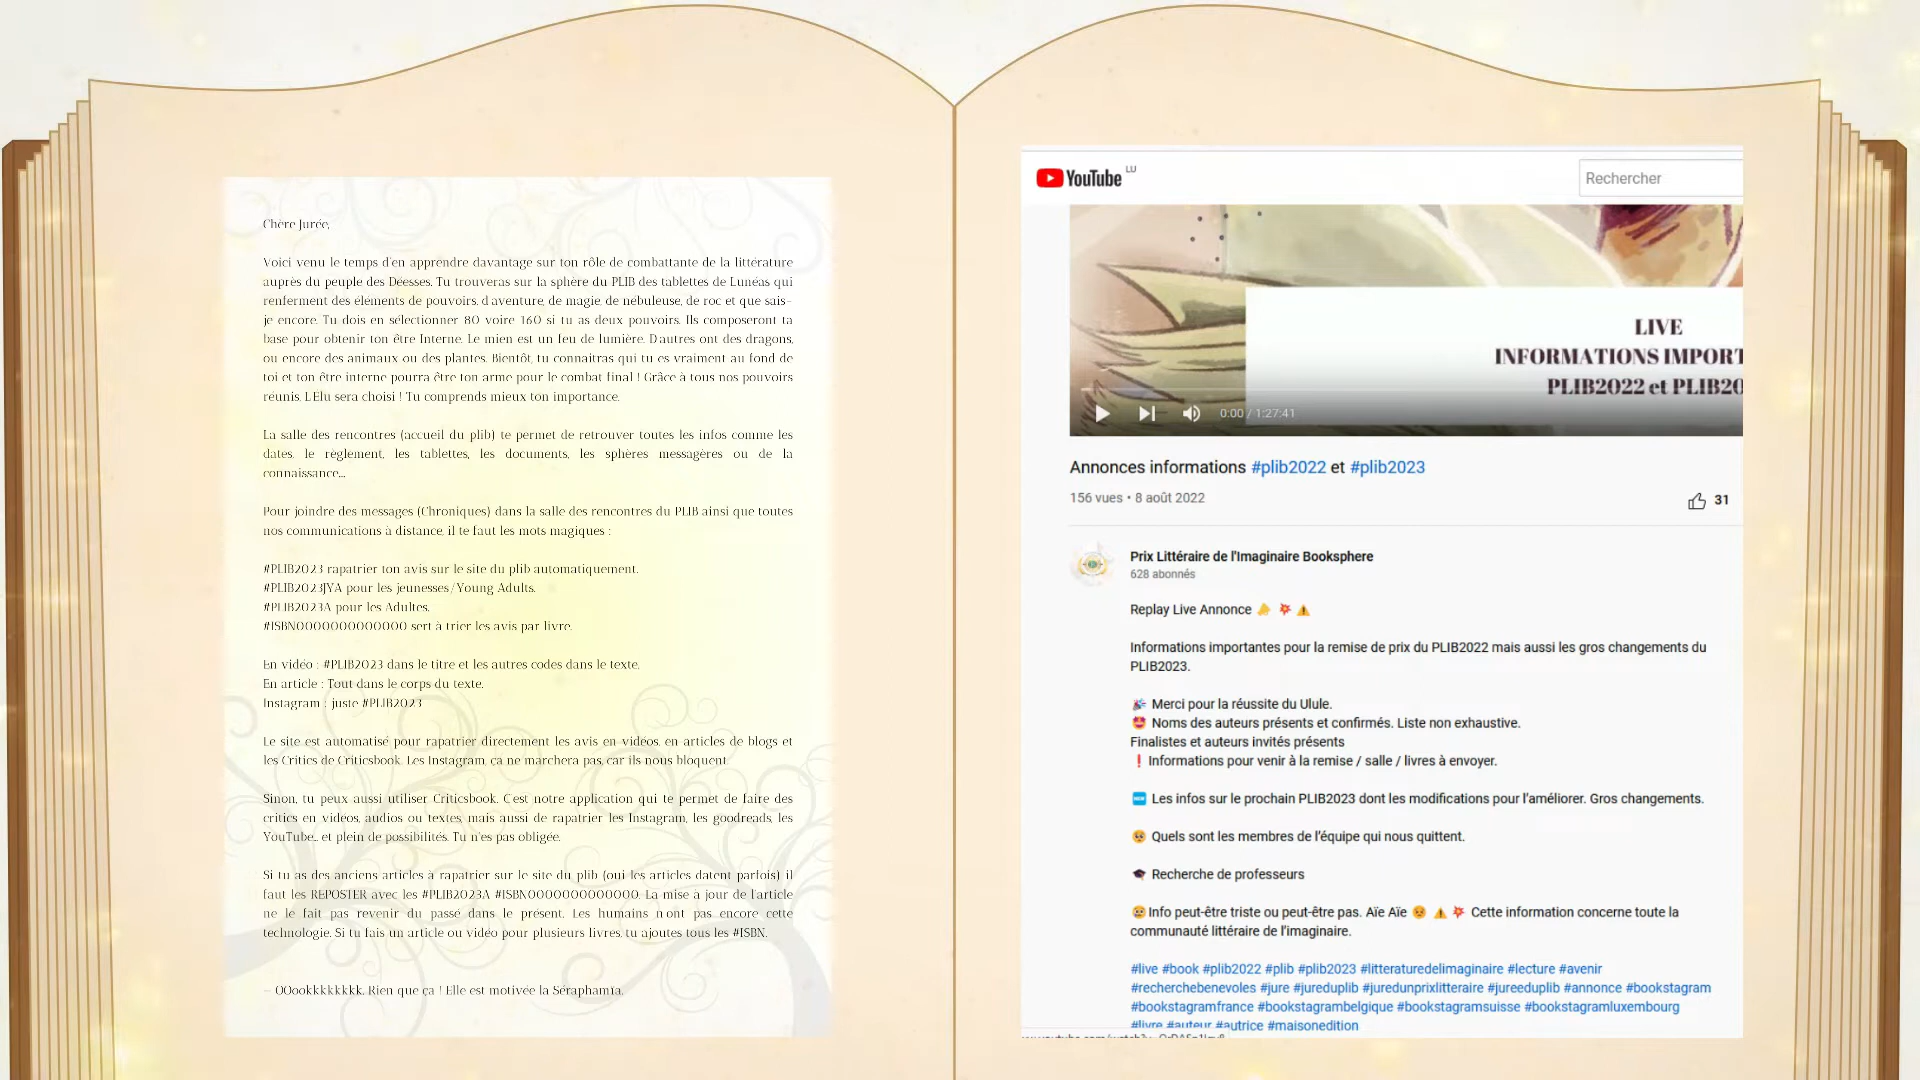 Chère Jurée,
Voici venu le temps d'en apprendre davantage sur ton rôle de combattante de la littérature
auprès du peuple des Déesses. Tu trouveras sur la sphère du PLIB des tablettes de Lunéas qui
renferment des éléments de pouvoirs, d'aventure, de magie, de nébuleuse, de roc et que sais-
je encore. Tu dois en sélectionner 80 voire 160 si tu as deux pouvoirs. Ils composeront ta
base pour obtenir ton être Interne. Le mien est un feu de lumière. D'autres ont des dragons,
ou encore des animaux ou des plantes. Bientôt, tu connaitras qui tu es vraiment au fond de
toi et ton être interne pourra être ton arme pour le combat final ! Grâce à tous nos pouvoirs
réunis, L'Elu sera choisi ! Tu comprends mieux ton importance.
La salle des rencontres (accueil du plib) te permet de retrouver toutes les infos comme les
dates, le règlement, les tablettes, les documents, les sphères messagères ou de la
connaissance...
Pour joindre des messages (Chroniques) dans la salle des rencontres du PLIB ainsi que toutes
nos communications à distance, il te faut les mots magiques :
#PLIB2023 rapatrier ton avis sur le site du plib automatiquement.
#PLIB2023JYA pour les jeunesses/Young Adults.
#PLIB2023A pour les Adultes.
#ISBN0000000000000 sert à trier les avis par livre.
En vidéo : #PLIB2023 dans le titre et les autres codes dans le texte.
En article : Tout dans le corps du texte.
Instagram : juste #PLIB2023
Le site est automatisé pour rapatrier directement les avis en vidéos, en articles de blogs et
les Critics de Criticsbook. Les Instagram, ça ne marchera pas, car ils nous bloquent.
Sinon, tu peux aussi utiliser Criticsbook. C'est notre application qui te permet de faire des
critics en vidéos, audios ou textes, mais aussi de rapatrier les Instagram, les goodreads, les
YouTube... et plein de possibilités. Tu n'es pas obligée.
Si tu as des anciens articles à rapatrier sur le site du plib (oui les articles datent parfois) il
faut les REPOSTER avec les #PLIB2023A #ISBN0000000000000. La mise à jour de l'article
ne le fait pas revenir du passé dans le présent. Les humains n'ont pas encore cette
technologie. Si tu fais un article ou vidéo pour plusieurs livres, tu ajoutes tous les #ISBN.
– OOookkkkkkkk. Rien que ça ! Elle est motivée la Séraphamïa.
YouTube LU
Rechercher
LIVE
INFORMATIONS IMPORT
PLIB2022 et PLIB20
0:00 / 1:27:41
Annonces informations #plib2022 et #plib2023
156 vues • 8 août 2022
31
Prix Littéraire de l'Imaginaire Booksphere
628 abonnés
Replay Live Annonce
Informations importantes pour la remise de prix du PLIB2022 mais aussi les gros changements du
PLIB2023.
Merci pour la réussite du Ulule.
Noms des auteurs présents et confirmés. Liste non exhaustive.
Finalistes et auteurs invités présents
❗ Informations pour venir à la remise / salle / livres à envoyer.
🆕 Les infos sur le prochain PLIB2023 dont les modifications pour l'améliorer. Gros changements.
Quels sont les membres de l'équipe qui nous quittent.
Recherche de professeurs
Info peut-être triste ou peut-être pas. Aïe Aïe Cette information concerne toute la
communauté littéraire de l'imaginaire.
#live #book #plib2022 #plib #plib2023 #litteraturedelimaginaire #lecture #avenir
#recherchebenevoles #jure #jureduplib #juredunprixlitteraire #jureeduplib #annonce #bookstagram
#bookstagramfrance #bookstagrambelgique #bookstagramsuisse #bookstagramluxembourg
#livre #auteur #autrice #maisonedition